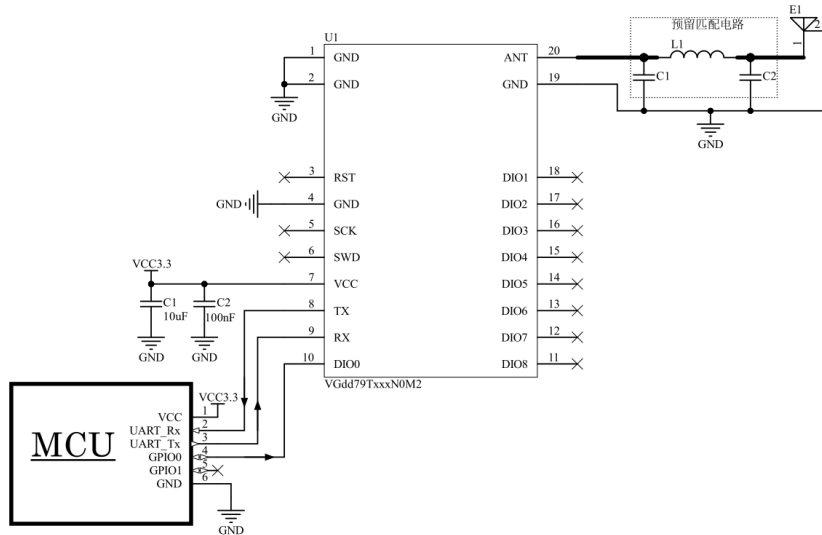 E1
2
预留匹配电路
1
L1
C1
C2
GND
U1
1 GND
2 GND
GND
3 RST
GND 4 GND
5 SCK
6 SWD
VCC3.3
7 VCC
8 TX
9 RX
10 DIO0
C1
10uF
C2
100nF
GND
GND
ANT 20
GND 19
DIO1 18
DIO2 17
DIO3 16
DIO4 15
DIO5 14
DIO6 13
DIO7 12
DIO8 11
VGdd79TxxxN0M2
MCU
VCC3.3
VCC 1
UART_Rx 2
UART_Tx 3
GPIO0 4
GPIO1 5
GND 6
GND